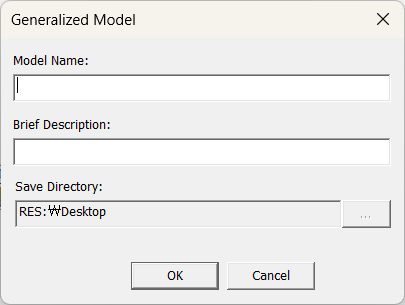 Generalized Model
Model Name:
Brief Description:
Save Directory:
RES:₩Desktop
...
OK
Cancel